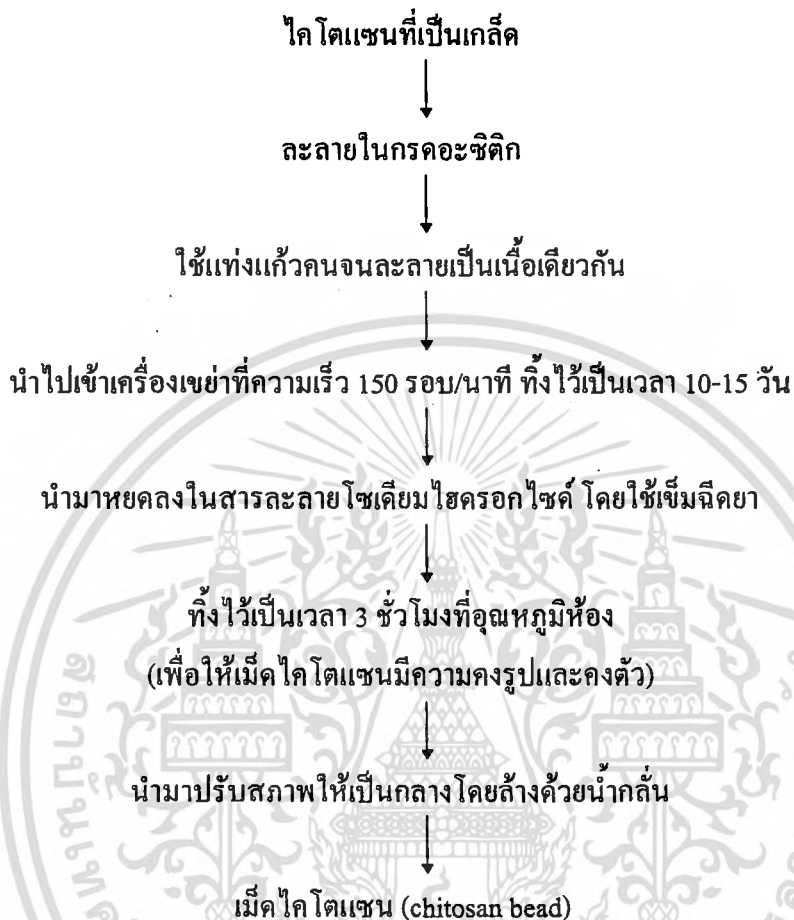 ไคโตแซนที่เป็นเกล็ด
ละลายในกรดอะซิติก
ใช้แท่งแก้วคนจนละลายเป็นเนื้อเดียวกัน
นำไปเข้าเครื่องเขย่าที่ความเร็ว 150 รอบ/นาที ทิ้งไว้เป็นเวลา 10-15 วัน
นำมาหยดลงในสารละลายโซเดียมไฮดรอกไซด์ โดยใช้เข็มฉีดยา
ทิ้งไว้เป็นเวลา 3 ชั่วโมงที่อุณหภูมิห้อง
(เพื่อให้เม็ดไคโตแซนมีความคงรูปและคงตัว)
นำมาปรับสภาพให้เป็นกลางโดยล้างด้วยน้ำกลั่น
เม็ดไคโตแซน (chitosan bead)